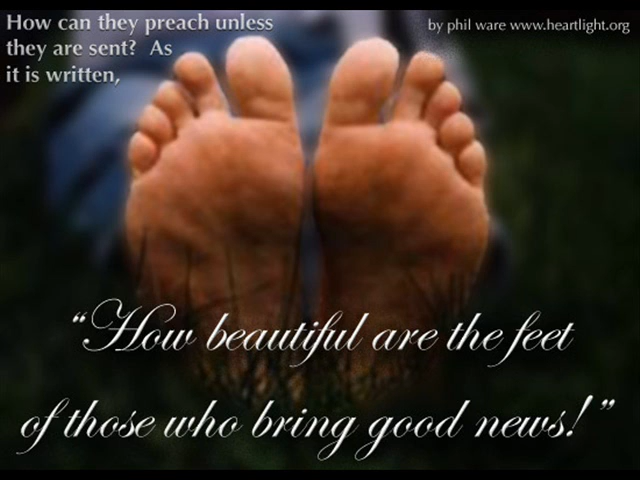 How can they preach unless
they are sent?  As
it is written,
by phil ware www.heartlight.org
“How beautiful are the feet
of those who bring good news!”